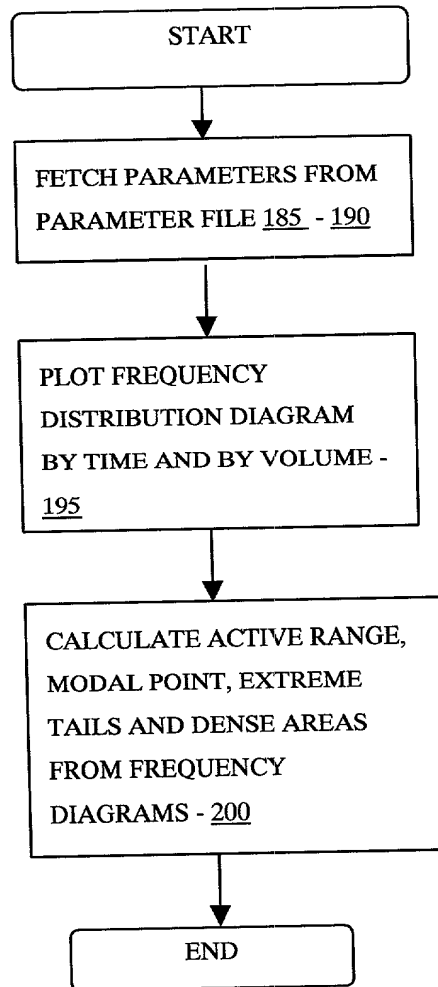 START
FETCH PARAMETERS FROM
PARAMETER FILE 185 - 190
PLOT FREQUENCY
DISTRIBUTION DIAGRAM
BY TIME AND BY VOLUME -
195
CALCULATE ACTIVE RANGE,
MODAL POINT, EXTREME
TAILS AND DENSE AREAS
FROM FREQUENCY
DIAGRAMS - 200
END